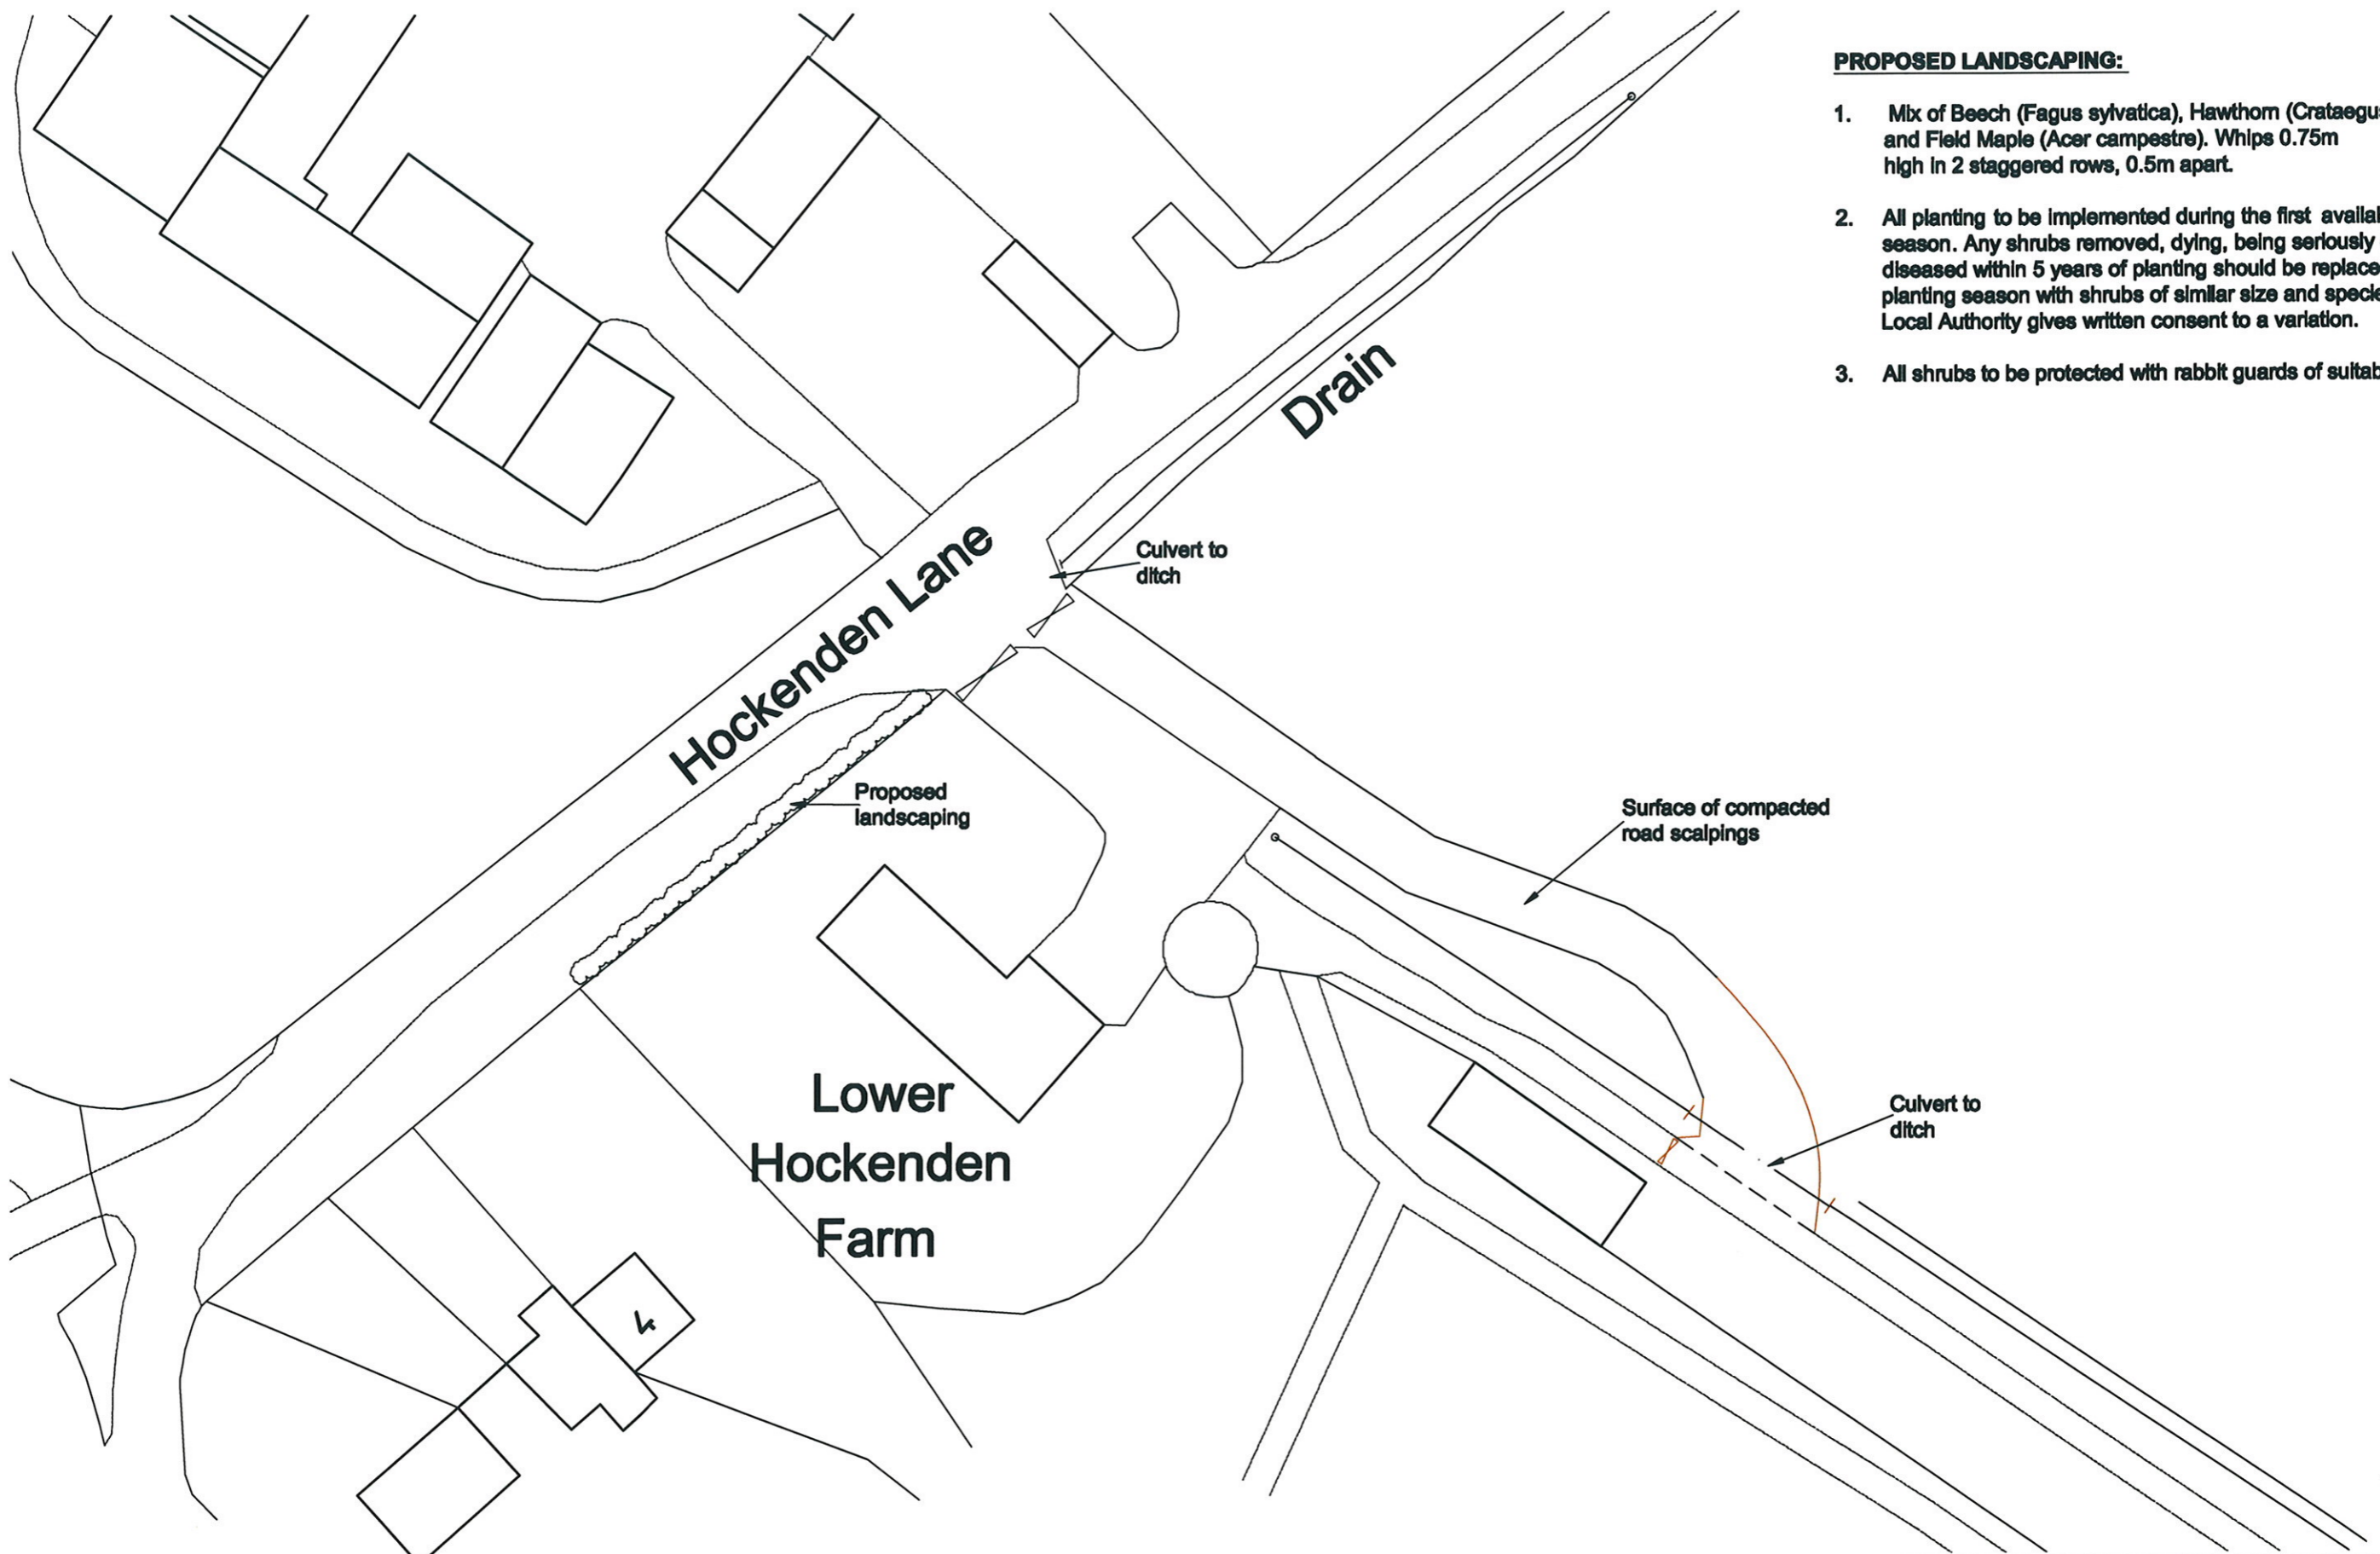 PROPOSED LANDSCAPING:
1. Mix of Beech (Fagus sylvatica), Hawthorn
and Field Maple (Acer campestre). Whips 0.75m
high in 2 staggered rows, 0.5m apart.
2. All planting to be implemented during the first
season. Any shrubs removed, dying, being seriously
diseased within 5 years of planting should be
planting season with shrubs of similar size and
Local Authority gives written consent to a variation.
3. All shrubs to be protected with rabbit guards of
Drain
Culvert to
ditch
Hockenden Lane
Proposed
landscaping
Surface of compacted
road scalpings
Lower
Hockenden
Farm
Culvert to
ditch
4